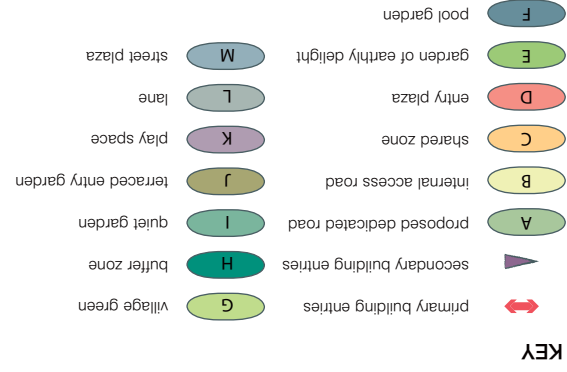 KEY
primary building entries
secondary building entries
A proposed dedicated road
B internal access road
C shared zone
D entry plaza
E garden of earthly delight
F pool garden
G village green
H buffer zone
I quiet garden
J terraced entry garden
K play space
L lane
M street plaza